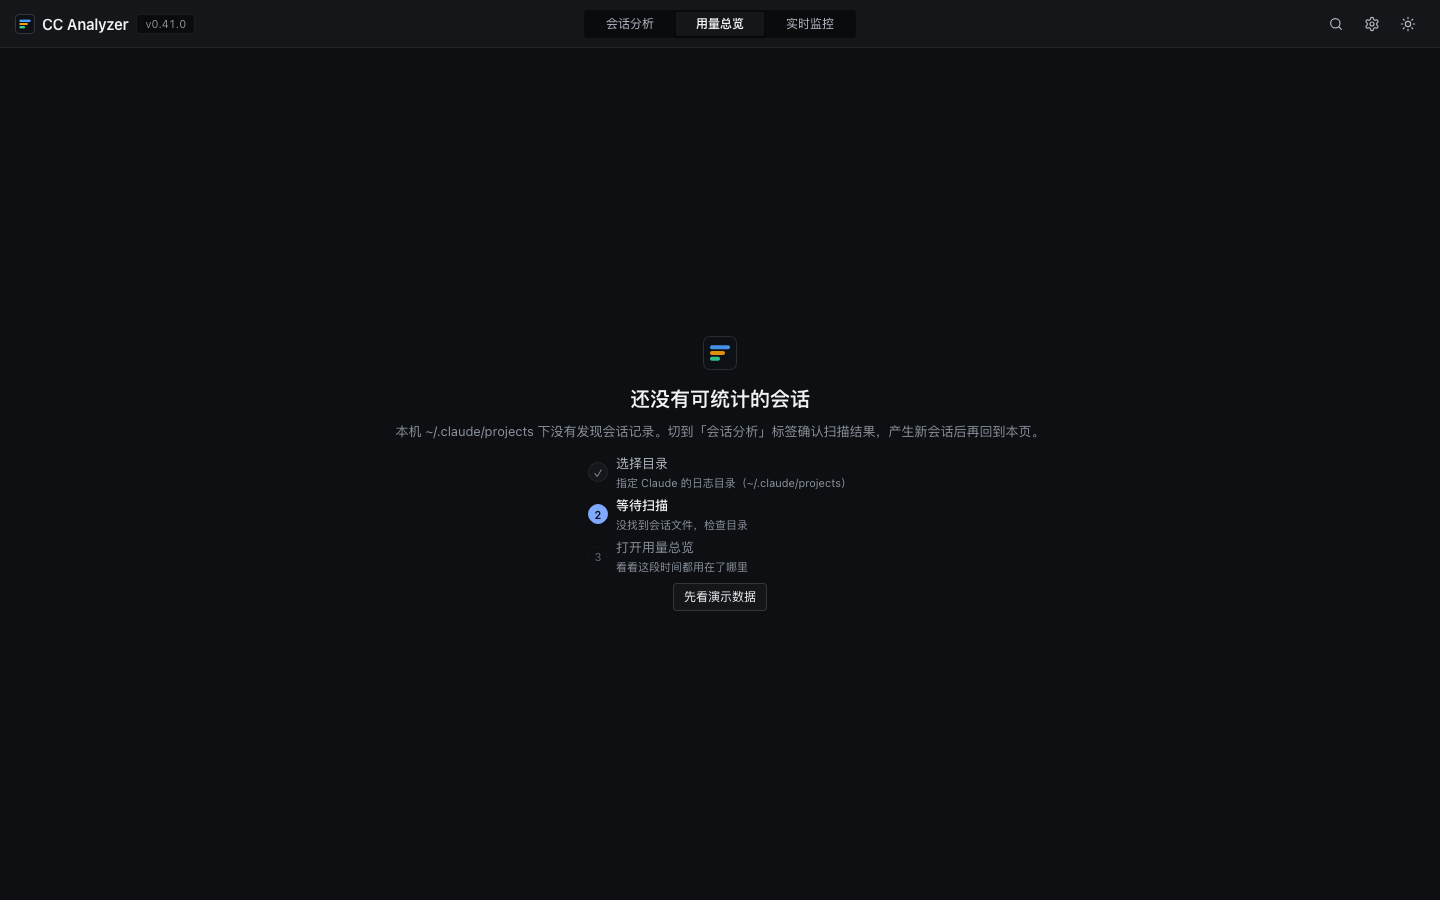 CC Analyzer v0.41.0
会话分析 用量总览 实时监控
还没有可统计的会话
本机 ~/.claude/projects 下没有发现会话记录。切到「会话分析」标签确认扫描结果，产生新会话后再回到本页。
选择目录
指定 Claude 的日志目录（~/.claude/projects）
2 等待扫描
没找到会话文件，检查目录
3 打开用量总览
看看这段时间都用在了哪里
先看演示数据